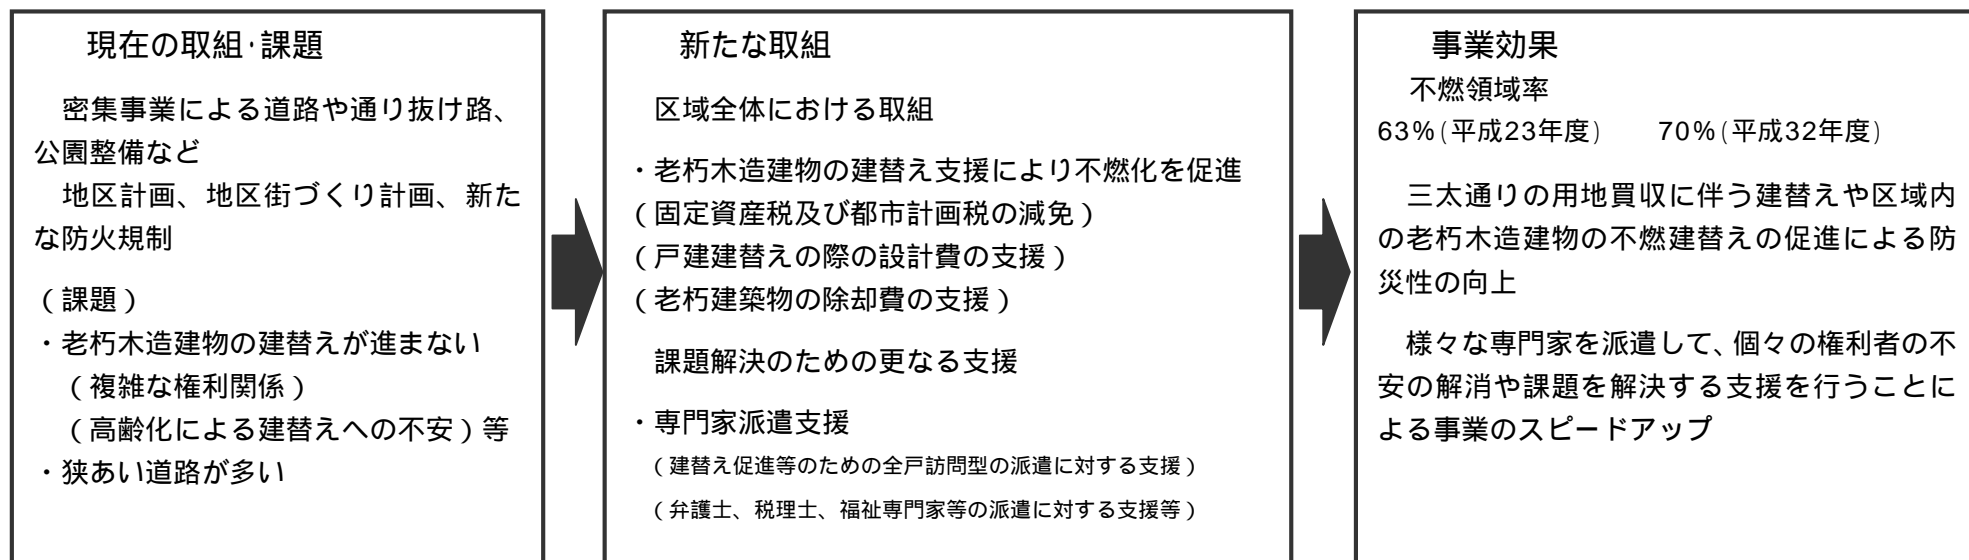 現在の取組･課題
密集事業による道路や通り抜け路、
公園整備など
地区計画、地区街づくり計画、新た
な防火規制
（課題）
・老朽木造建物の建替えが進まない
（複雑な権利関係）
（高齢化による建替えへの不安）等
・狭あい道路が多い
新たな取組
区域全体における取組
・老朽木造建物の建替え支援により不燃化を促進
（固定資産税及び都市計画税の減免）
（戸建建替えの際の設計費の支援）
（老朽建築物の除却費の支援）
課題解決のための更なる支援
・専門家派遣支援
（建替え促進等のための全戸訪問型の派遣に対する支援）
（弁護士、税理士、福祉専門家等の派遣に対する支援等）
事業効果
不燃領域率
63％(平成23年度)　　70％(平成32年度)
三太通りの用地買収に伴う建替えや区域内
の老朽木造建物の不燃建替えの促進による防
災性の向上
様々な専門家を派遣して、個々の権利者の不
安の解消や課題を解決する支援を行うことに
よる事業のスピードアップ